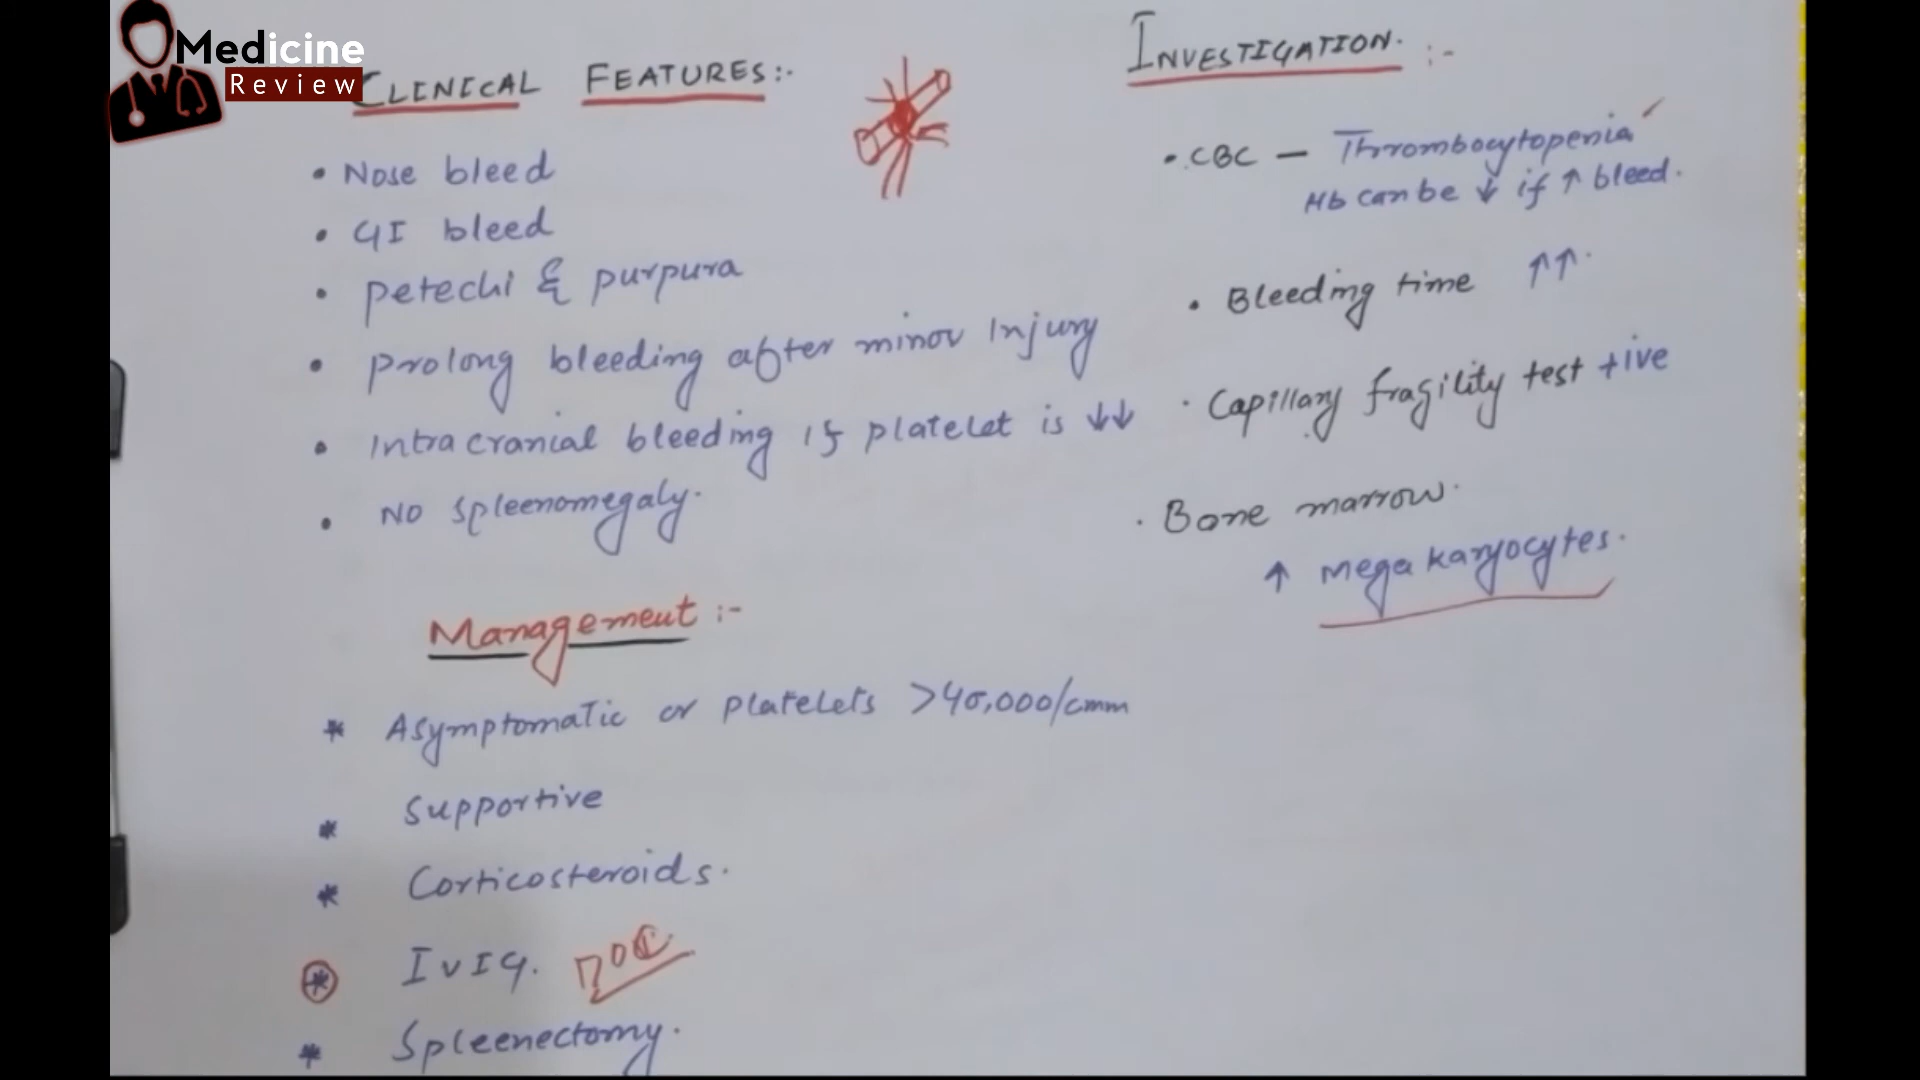 Medicine
Review
CLINICAL FEATURES:-
• Nose bleed
• GI bleed
• petechi & purpura
• prolong bleeding after minor Injury
• Intracranial bleeding if platelet is ↓↓
• NO Spleenomegaly.
Management :-
* Asymptomatic or platelets >40,000/cmm
* Supportive
* Corticosteroids.
* IVIG. DOC
* Spleenectomy.
INVESTIGATION. :-
• CBC — Thrombocytopenia
Hb can be ↓ if ↑ bleed.
• Bleeding time ↑↑
• Capillary fragility test +ive
• Bone marrow.
↑ Megakaryocytes.